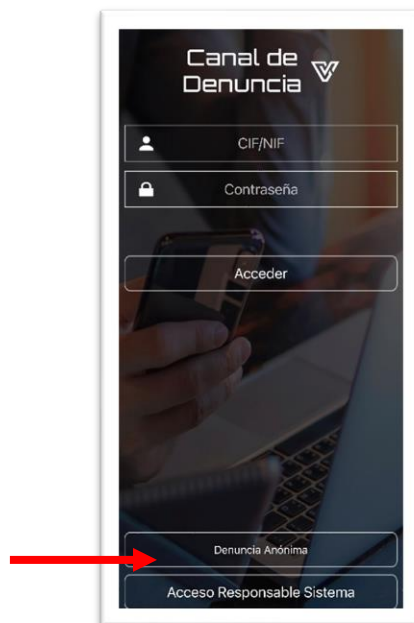 Canal de
Denuncia
CIF/NIF
Contraseña
Acceder
Denuncia Anónima
Acceso Responsable Sistema